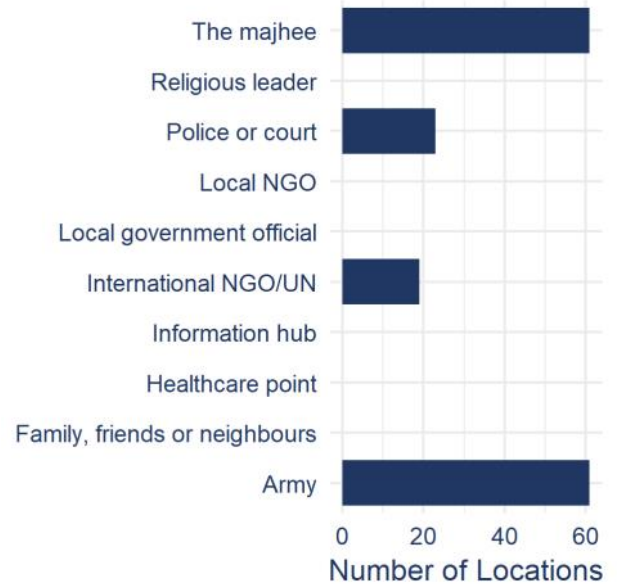 The majhee
Religious leader
Police or court
Local NGO
Local government official
International NGO/UN
Information hub
Healthcare point
Family, friends or neighbours
Army
0 20 40 60
Number of Locations